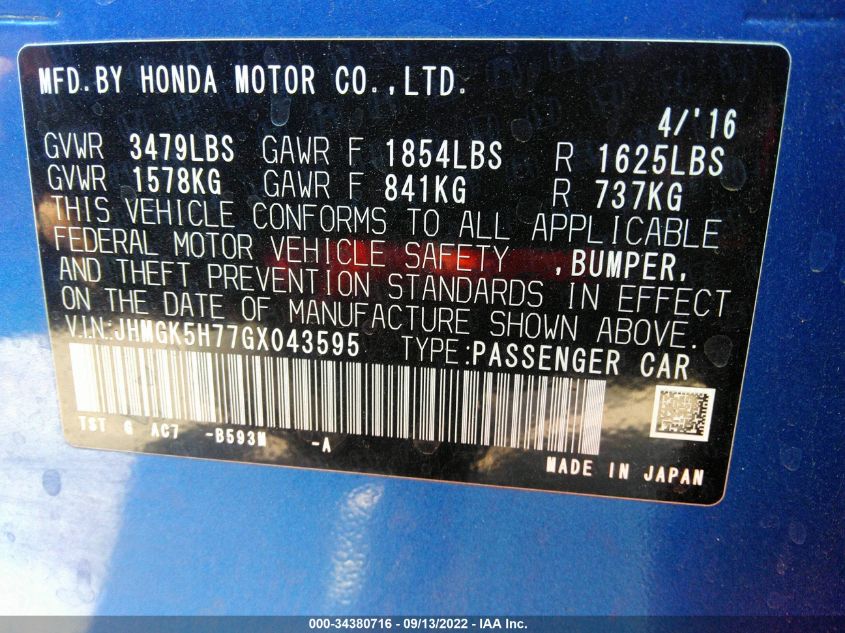 MFD.BY HONDA MOTOR CO.,LTD.
4/'16
GVWR 3479LBS GAWR F 1854LBS R 1625LBS
GVWR 1578KG GAWR F 841KG R 737KG
THIS VEHICLE CONFORMS TO ALL APPLICABLE
FEDERAL MOTOR VEHICLE SAFETY ,BUMPER,
AND THEFT PREVENTION STANDARDS IN EFFECT
ON THE DATE OF MANUFACTURE SHOWN ABOVE.
V.I.N:JHMGK5H77GX043595 TYPE:PASSENGER CAR
TST G AC7 -B593M -A
MADE IN JAPAN
000-34380716 - 09/13/2022 - IAA Inc.